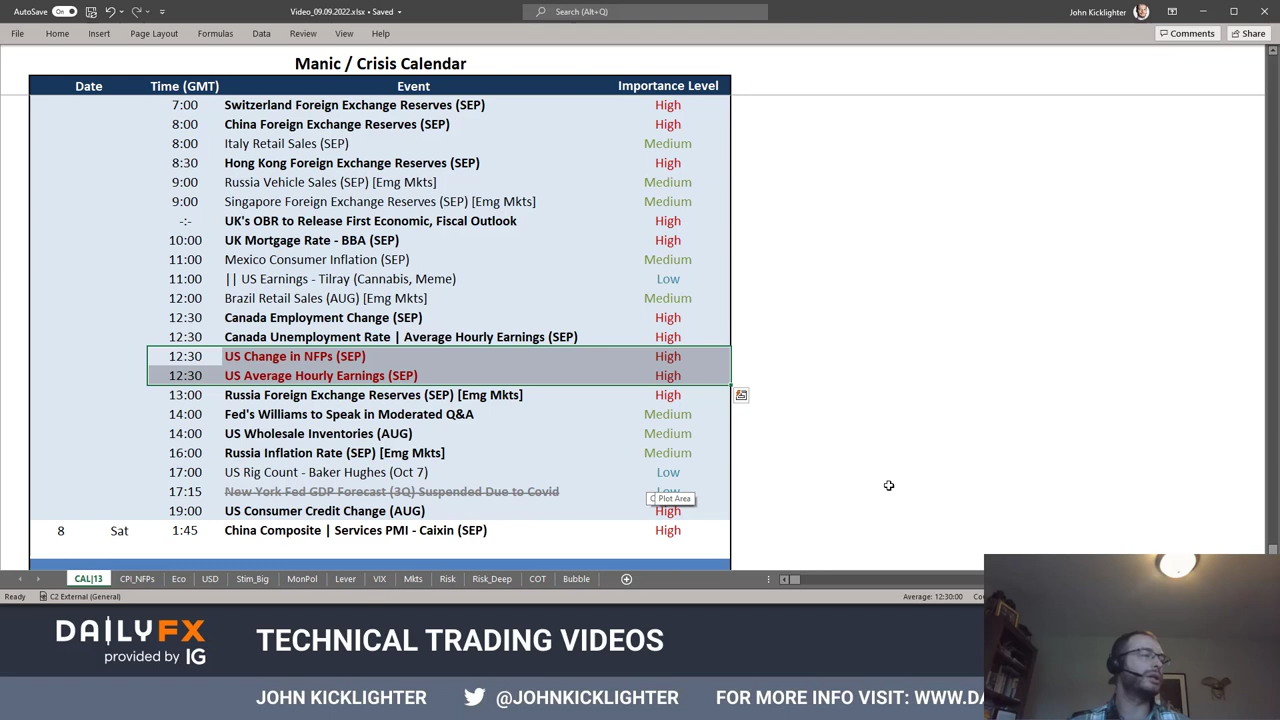 AutoSave On Video_09.09.2022.xlsx • Saved Search (Alt+Q) John Kicklighter
File Home Insert Page Layout Formulas Data Review View Help Comments Share
Manic / Crisis Calendar
Date Time (GMT) Event Importance Level
7:00 Switzerland Foreign Exchange Reserves (SEP) High
8:00 China Foreign Exchange Reserves (SEP) High
8:00 Italy Retail Sales (SEP) Medium
8:30 Hong Kong Foreign Exchange Reserves (SEP) High
9:00 Russia Vehicle Sales (SEP) [Emg Mkts] Medium
9:00 Singapore Foreign Exchange Reserves (SEP) [Emg Mkts] Medium
-:- UK's OBR to Release First Economic, Fiscal Outlook High
10:00 UK Mortgage Rate - BBA (SEP) High
11:00 Mexico Consumer Inflation (SEP) Medium
11:00 || US Earnings - Tilray (Cannabis, Meme) Low
12:00 Brazil Retail Sales (AUG) [Emg Mkts] Medium
12:30 Canada Employment Change (SEP) High
12:30 Canada Unemployment Rate | Average Hourly Earnings (SEP) High
12:30 US Change in NFPs (SEP) High
12:30 US Average Hourly Earnings (SEP) High
13:00 Russia Foreign Exchange Reserves (SEP) [Emg Mkts] High
14:00 Fed's Williams to Speak in Moderated Q&A Medium
14:00 US Wholesale Inventories (AUG) Medium
16:00 Russia Inflation Rate (SEP) [Emg Mkts] Medium
17:00 US Rig Count - Baker Hughes (Oct 7) Low
17:15 New York Fed GDP Forecast (3Q) Suspended Due to Covid Low
Plot Area
19:00 US Consumer Credit Change (AUG) High
8 Sat 1:45 China Composite | Services PMI - Caixin (SEP) High
CAL|13 CPI_NFPs Eco USD Stim_Big MonPol Lever VIX Mkts Risk Risk_Deep COT Bubble
Ready C2 External (General) Average: 12:30:00
DAILYFX TECHNICAL TRADING VIDEOS
provided by IG
JOHN KICKLIGHTER @JOHNKICKLIGHTER FOR MORE INFO VISIT: WWW.DA